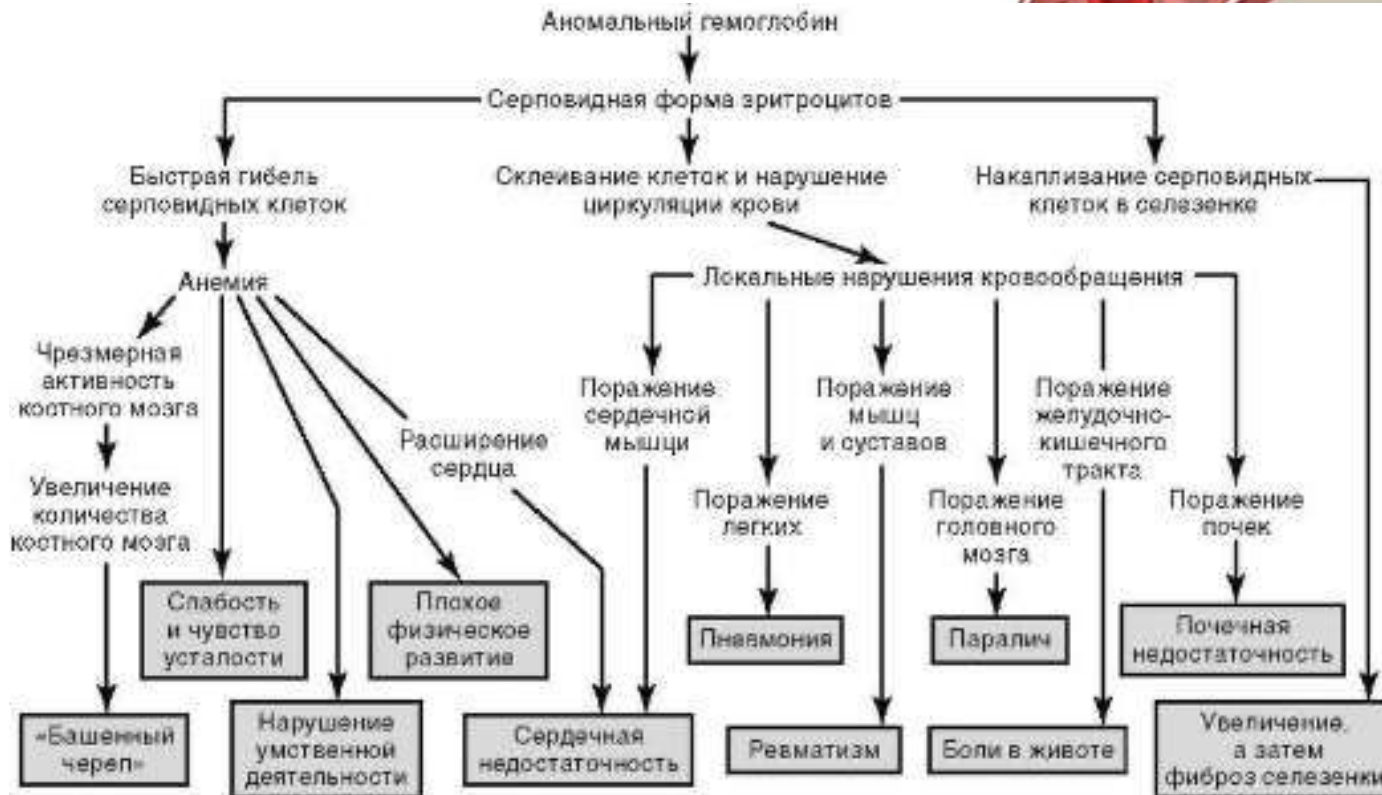 Аномальный гемоглобин
Серповидная форма эритроцитов
Быстрая гибель
серповидных клеток
Склеивание клеток и нарушение
циркуляции крови
Накапливание серповидных
клеток в селезенке
Анемия
Локальные нарушения кровообращения
Чрезмерная
активность
костного мозга
Расширение
сердца
Поражение
сердечной
мышци
Поражение
мышц
и суставов
Поражение
желудочно-
кишечного
тракта
Увеличение
количества
костного мозга
Поражение
легких
Поражение
головного
мозга
Поражение
почек
Слабость
и чувство
усталости
Плохое
физическое
развитие
Пневмония
Паралич
Почечная
недостаточность
«Башенный
череп»
Нарушение
умственной
деятельности
Сердечная
недостаточность
Ревматизм
Боли в животе
Увеличение,
а затем
фиброз селезенки